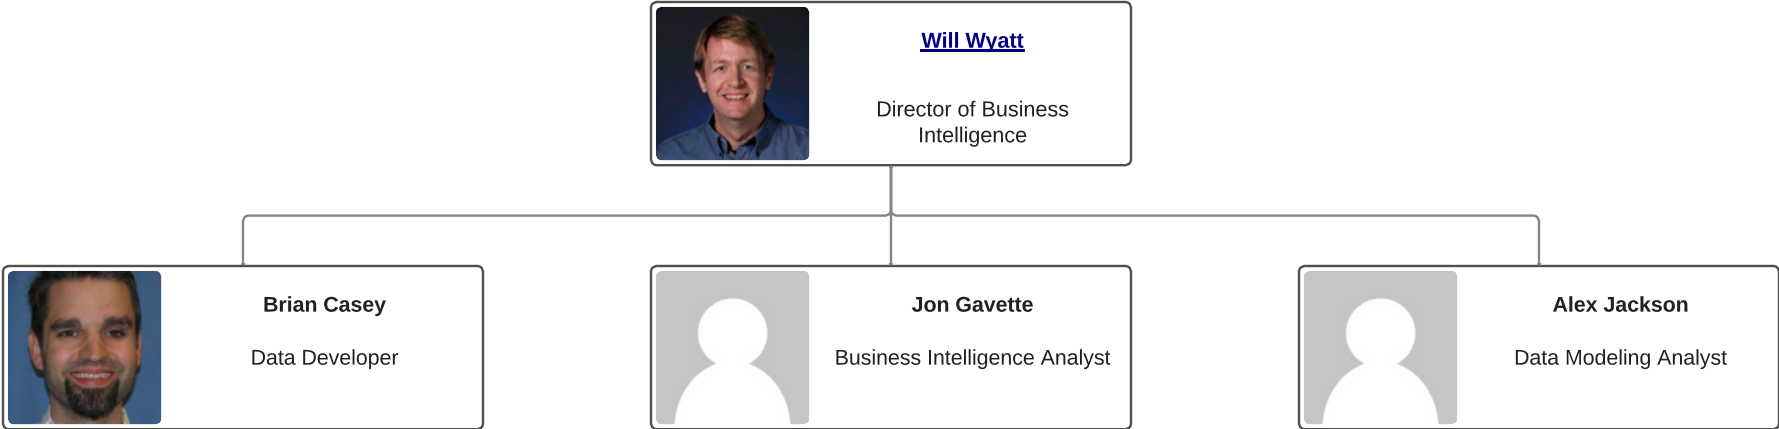 Will Wyatt
Director of Business
Intelligence
Brian Casey
Data Developer
Jon Gavette
Business Intelligence Analyst
Alex Jackson
Data Modeling Analyst